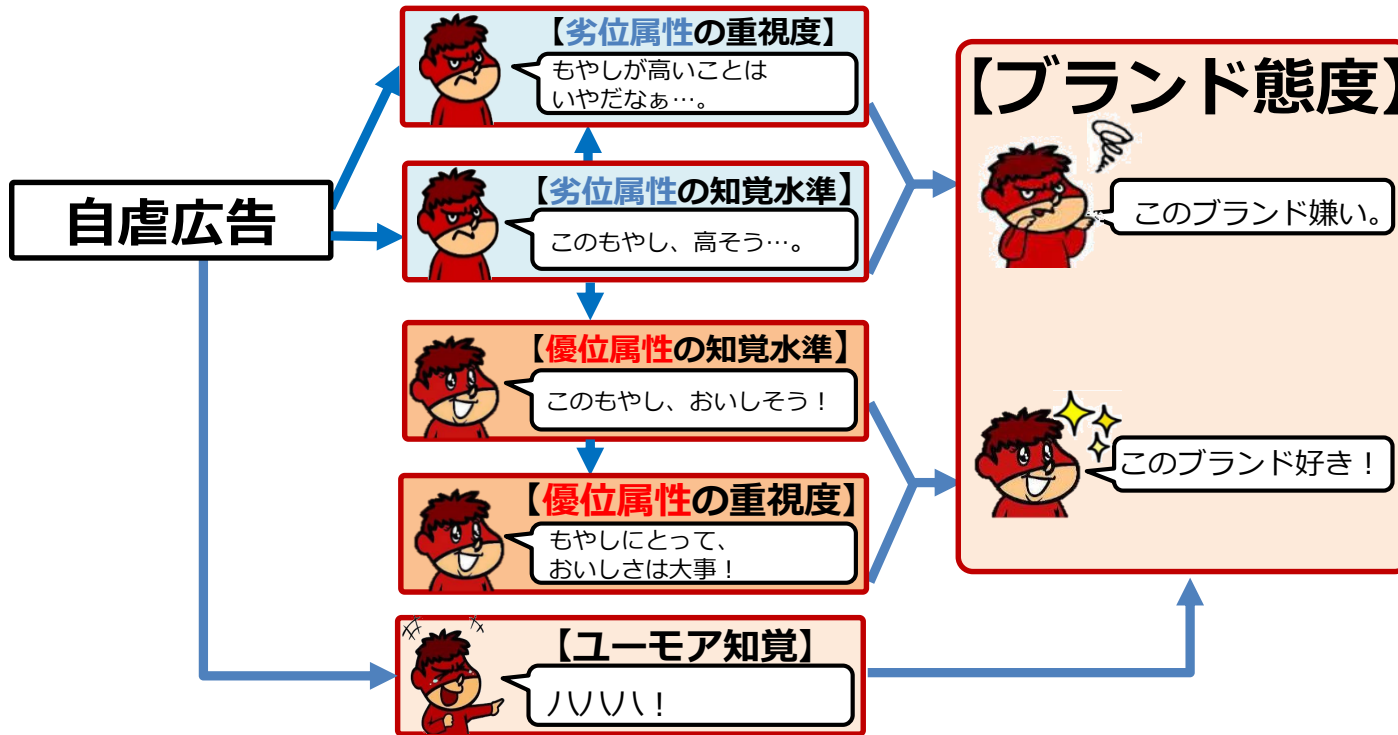 自虐広告
【劣位属性の重視度】
もやしが高いことは
いやだなぁ…。
【劣位属性の知覚水準】
このもやし、高そう…。
【優位属性の知覚水準】
このもやし、おいしそう！
【優位属性の重視度】
もやしにとって、
おいしさは大事！
【ユーモア知覚】
ハハハ！
【ブランド態度】
このブランド嫌い。
このブランド好き！